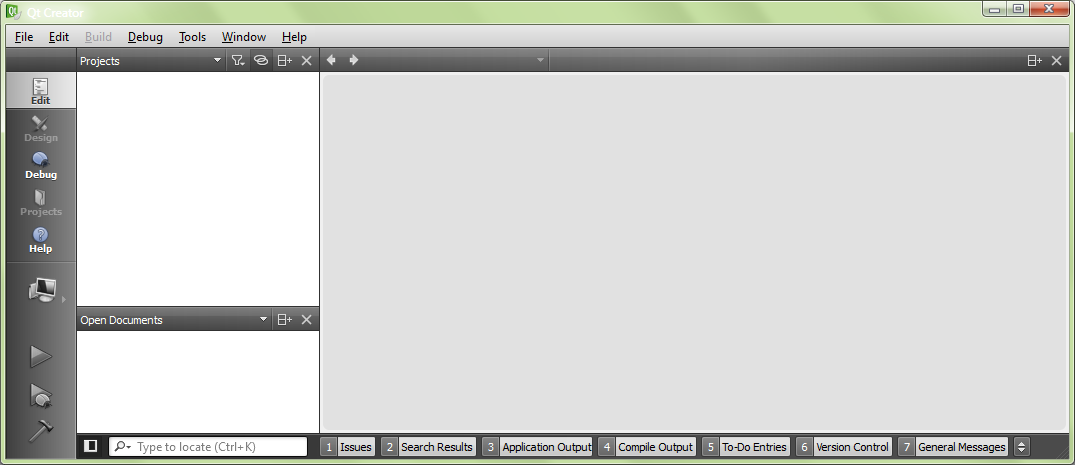 Qt Creator
File Edit Build Debug Tools Window Help
Projects
Edit
Design
Debug
Projects
Help
Open Documents
Type to locate (Ctrl+K) 1 Issues 2 Search Results 3 Application Output 4 Compile Output 5 To-Do Entries 6 Version Control 7 General Messages